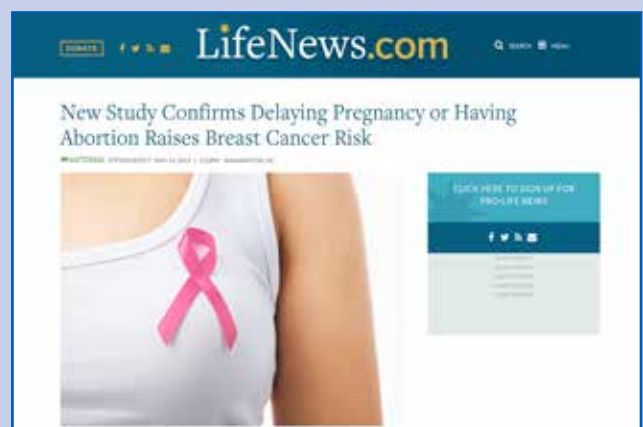 DONATE
LifeNews.com
SEARCH MENU
New Study Confirms Delaying Pregnancy or Having
Abortion Raises Breast Cancer Risk
NATIONAL
CLICK HERE TO SIGN UP FOR
PRO-LIFE NEWS